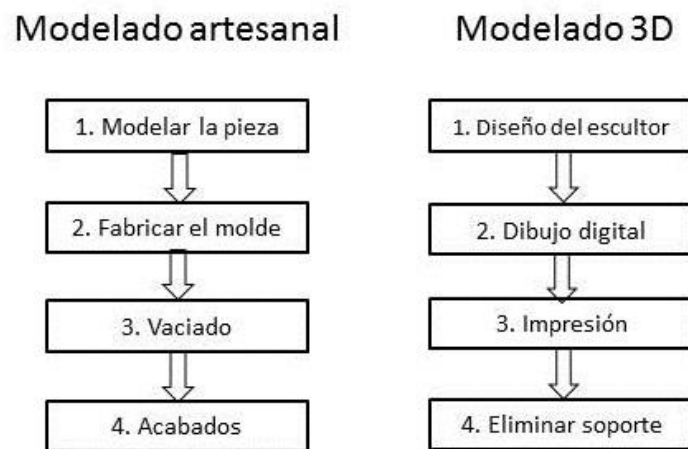 Modelado artesanal
1. Modelar la pieza
2. Fabricar el molde
3. Vaciado
4. Acabados
Modelado 3D
1. Diseño del escultor
2. Dibujo digital
3. Impresión
4. Eliminar soporte